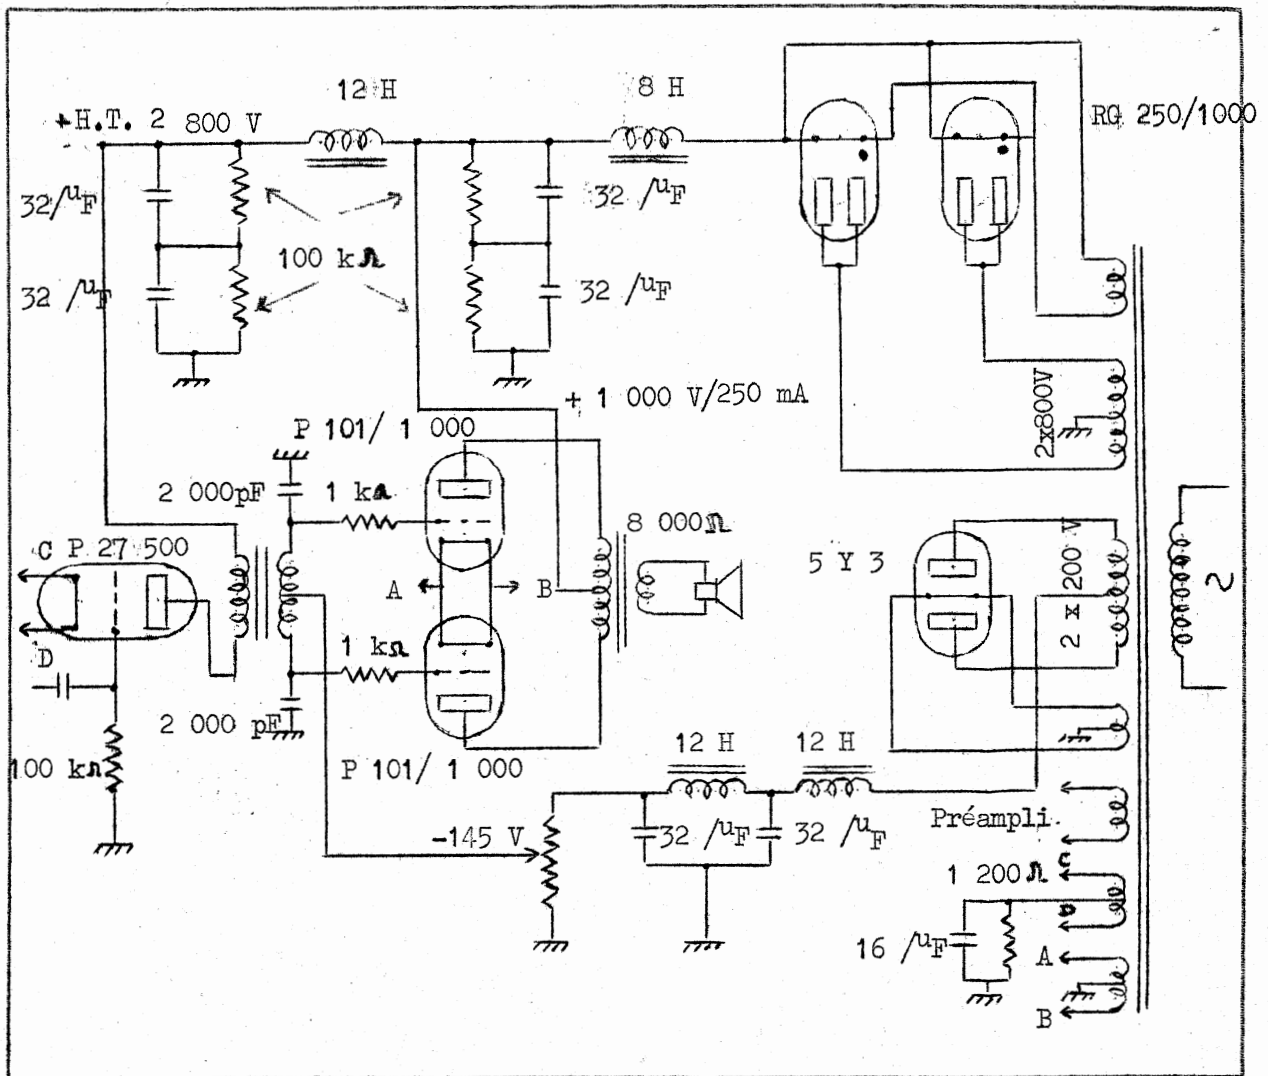 12 H
8 H
+H.T. 2 800 V
RG 250/1000
32/uF
32/uF
100 kΩ
32 /uF
32 /uF
+ 1 000 V/250 mA
2x800V
P 101/ 1 000
2 000pF
1 kΩ
8 000Ω
C P 27 500
5 Y 3
2 x 200 V
A
B
1 kΩ
D
2 000 pF
12 H
12 H
100 kΩ
P 101/ 1 000
Préampli.
-145 V
32 /uF
32 /uF
C
1 200Ω
D
16 /uF
A
B